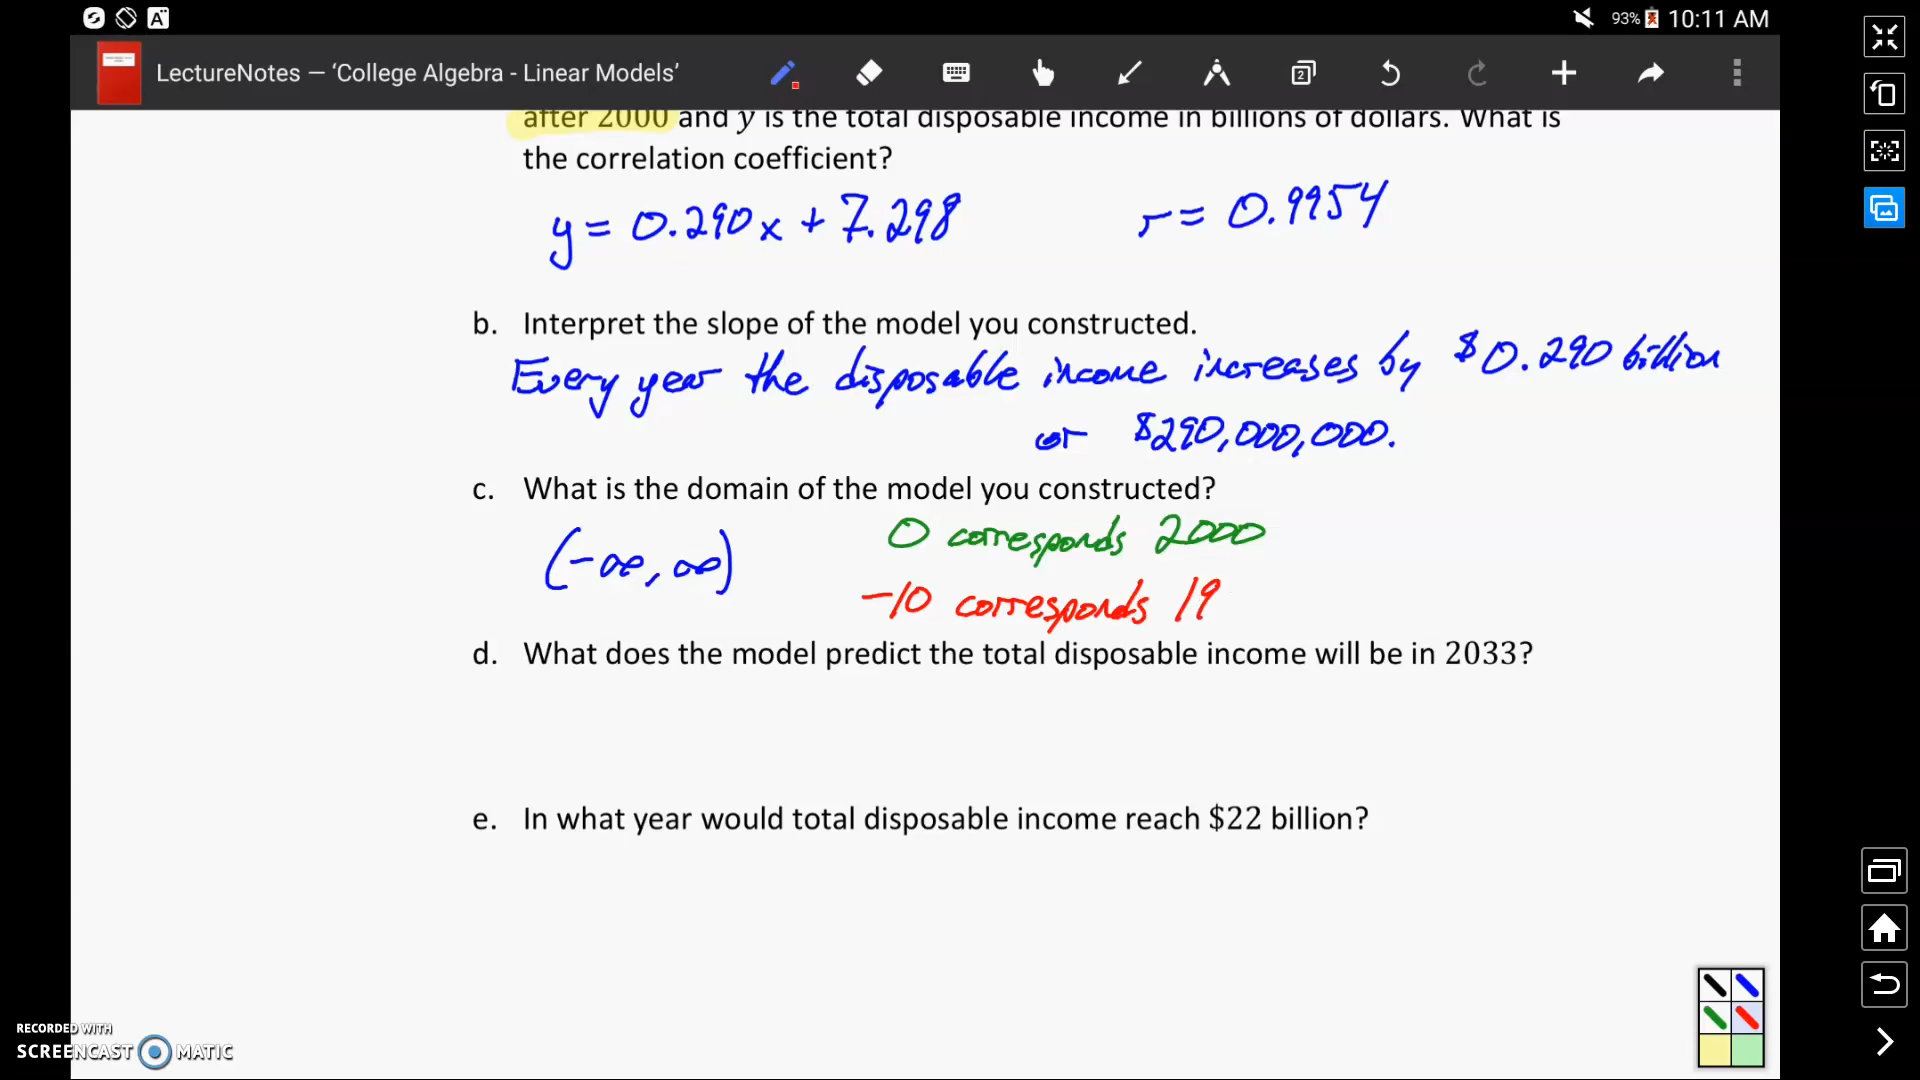 93% 10:11 AM
LectureNotes — ‘College Algebra - Linear Models’
after 2000 and y is the total disposable income in billions of dollars. What is
the correlation coefficient?
y = 0.290x + 7.298 r = 0.9954
b. Interpret the slope of the model you constructed.
Every year the disposable income increases by $0.290 billion
or $290,000,000.
c. What is the domain of the model you constructed?
(-∞, ∞) 0 corresponds 2000
-10 corresponds 19
d. What does the model predict the total disposable income will be in 2033?
e. In what year would total disposable income reach $22 billion?
RECORDED WITH
SCREENCAST MATIC